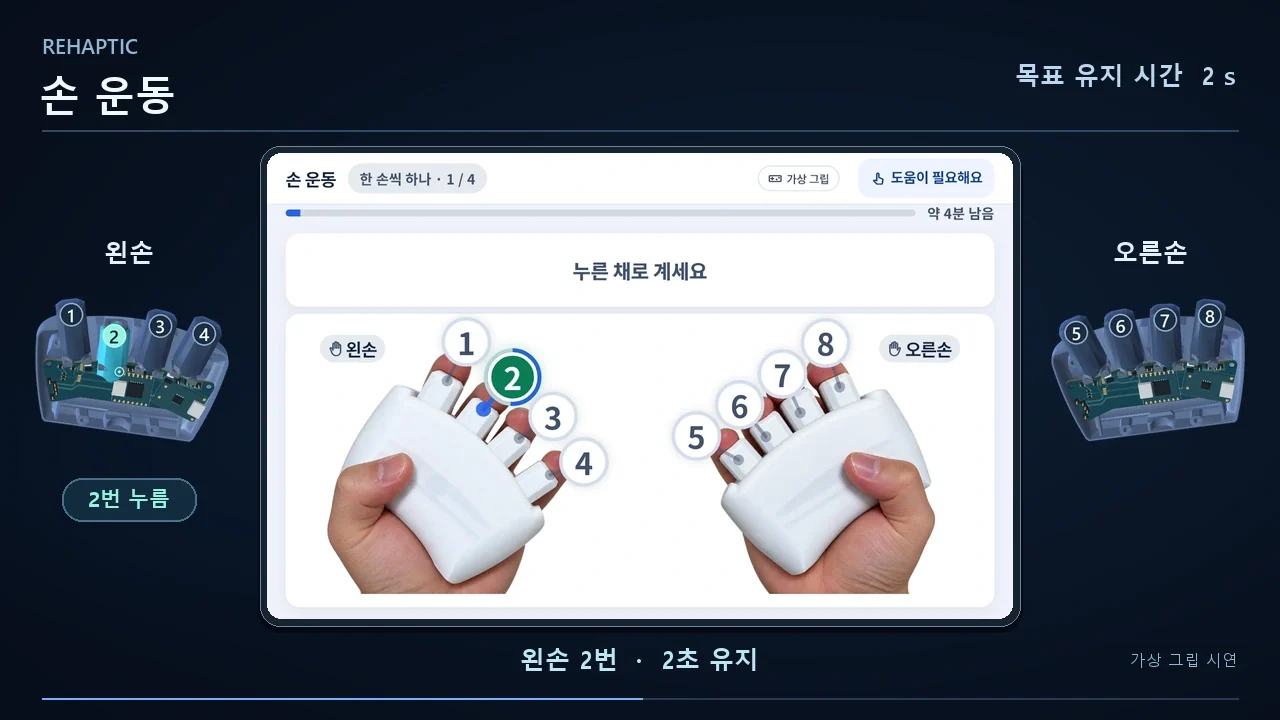 REHAPTIC
손 운동
목표 유지 시간 2 s
손 운동
한 손씩 하나 · 1 / 4
가상 그립
도움이 필요해요
약 4분 남음
누른 채로 계세요
왼손
1
2
3
4
2번 누름
왼손
1
2
3
4
오른손
5
6
7
8
오른손
5
6
7
8
왼손 2번 · 2초 유지
가상 그립 시연